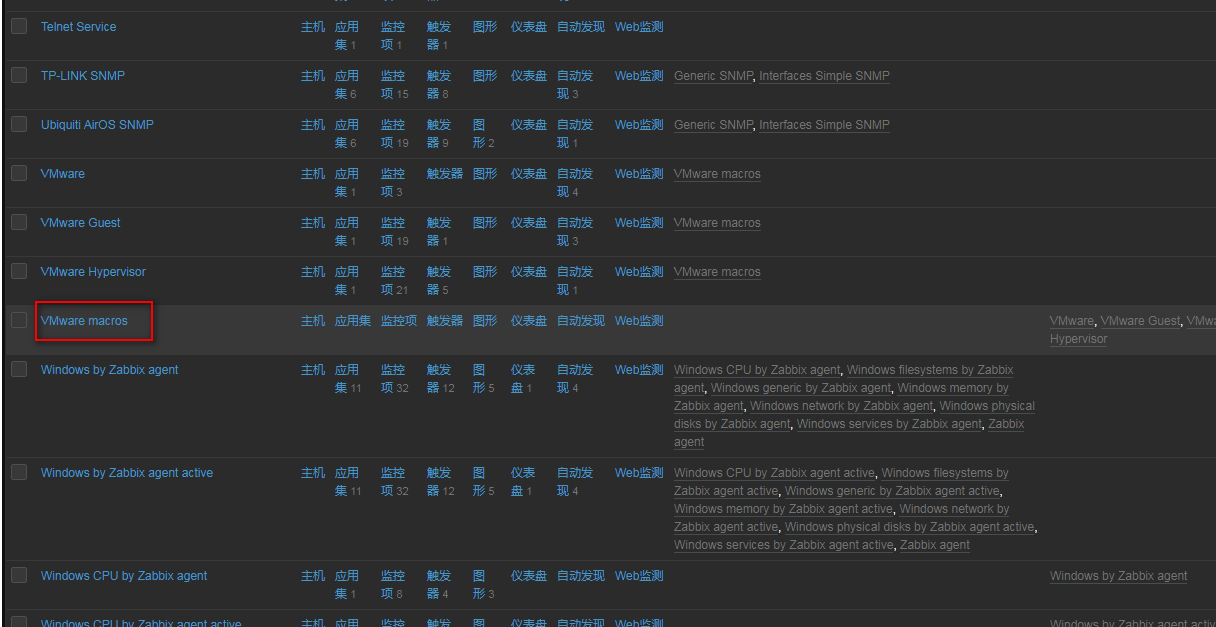 Telnet Service 主机 应用集 1 监控项 1 触发器 1 图形 仪表盘 自动发现 Web监测
TP-LINK SNMP 主机 应用集 6 监控项 15 触发器 8 图形 仪表盘 自动发现 3 Web监测 Generic SNMP, Interfaces Simple SNMP
Ubiquiti AirOS SNMP 主机 应用集 6 监控项 19 触发器 9 图形 2 仪表盘 自动发现 1 Web监测 Generic SNMP, Interfaces Simple SNMP
VMware 主机 应用集 1 监控项 3 触发器 图形 仪表盘 自动发现 4 Web监测 VMware macros
VMware Guest 主机 应用集 1 监控项 19 触发器 1 图形 仪表盘 自动发现 3 Web监测 VMware macros
VMware Hypervisor 主机 应用集 1 监控项 21 触发器 5 图形 仪表盘 自动发现 1 Web监测 VMware macros
VMware macros 主机 应用集 监控项 触发器 图形 仪表盘 自动发现 Web监测 VMware, VMware Guest, VMwa
Hypervisor
Windows by Zabbix agent 主机 应用集 11 监控项 32 触发器 12 图形 5 仪表盘 1 自动发现 4 Web监测 Windows CPU by Zabbix agent, Windows filesystems by Zabbix
agent, Windows generic by Zabbix agent, Windows memory by
Zabbix agent, Windows network by Zabbix agent, Windows physical
disks by Zabbix agent, Windows services by Zabbix agent, Zabbix
agent
Windows by Zabbix agent active 主机 应用集 11 监控项 32 触发器 12 图形 5 仪表盘 1 自动发现 4 Web监测 Windows CPU by Zabbix agent active, Windows filesystems by
Zabbix agent active, Windows generic by Zabbix agent active,
Windows memory by Zabbix agent active, Windows network by
Zabbix agent active, Windows physical disks by Zabbix agent active,
Windows services by Zabbix agent active, Zabbix agent
Windows CPU by Zabbix agent 主机 应用集 1 监控项 8 触发器 4 图形 3 仪表盘 自动发现 Web监测 Windows by Zabbix agent
Windows CPU by Zabbix agent active 主机 应用 监控 触发 图 仪表盘 自动发现 Web监测 Windows by Zabbix agent activ